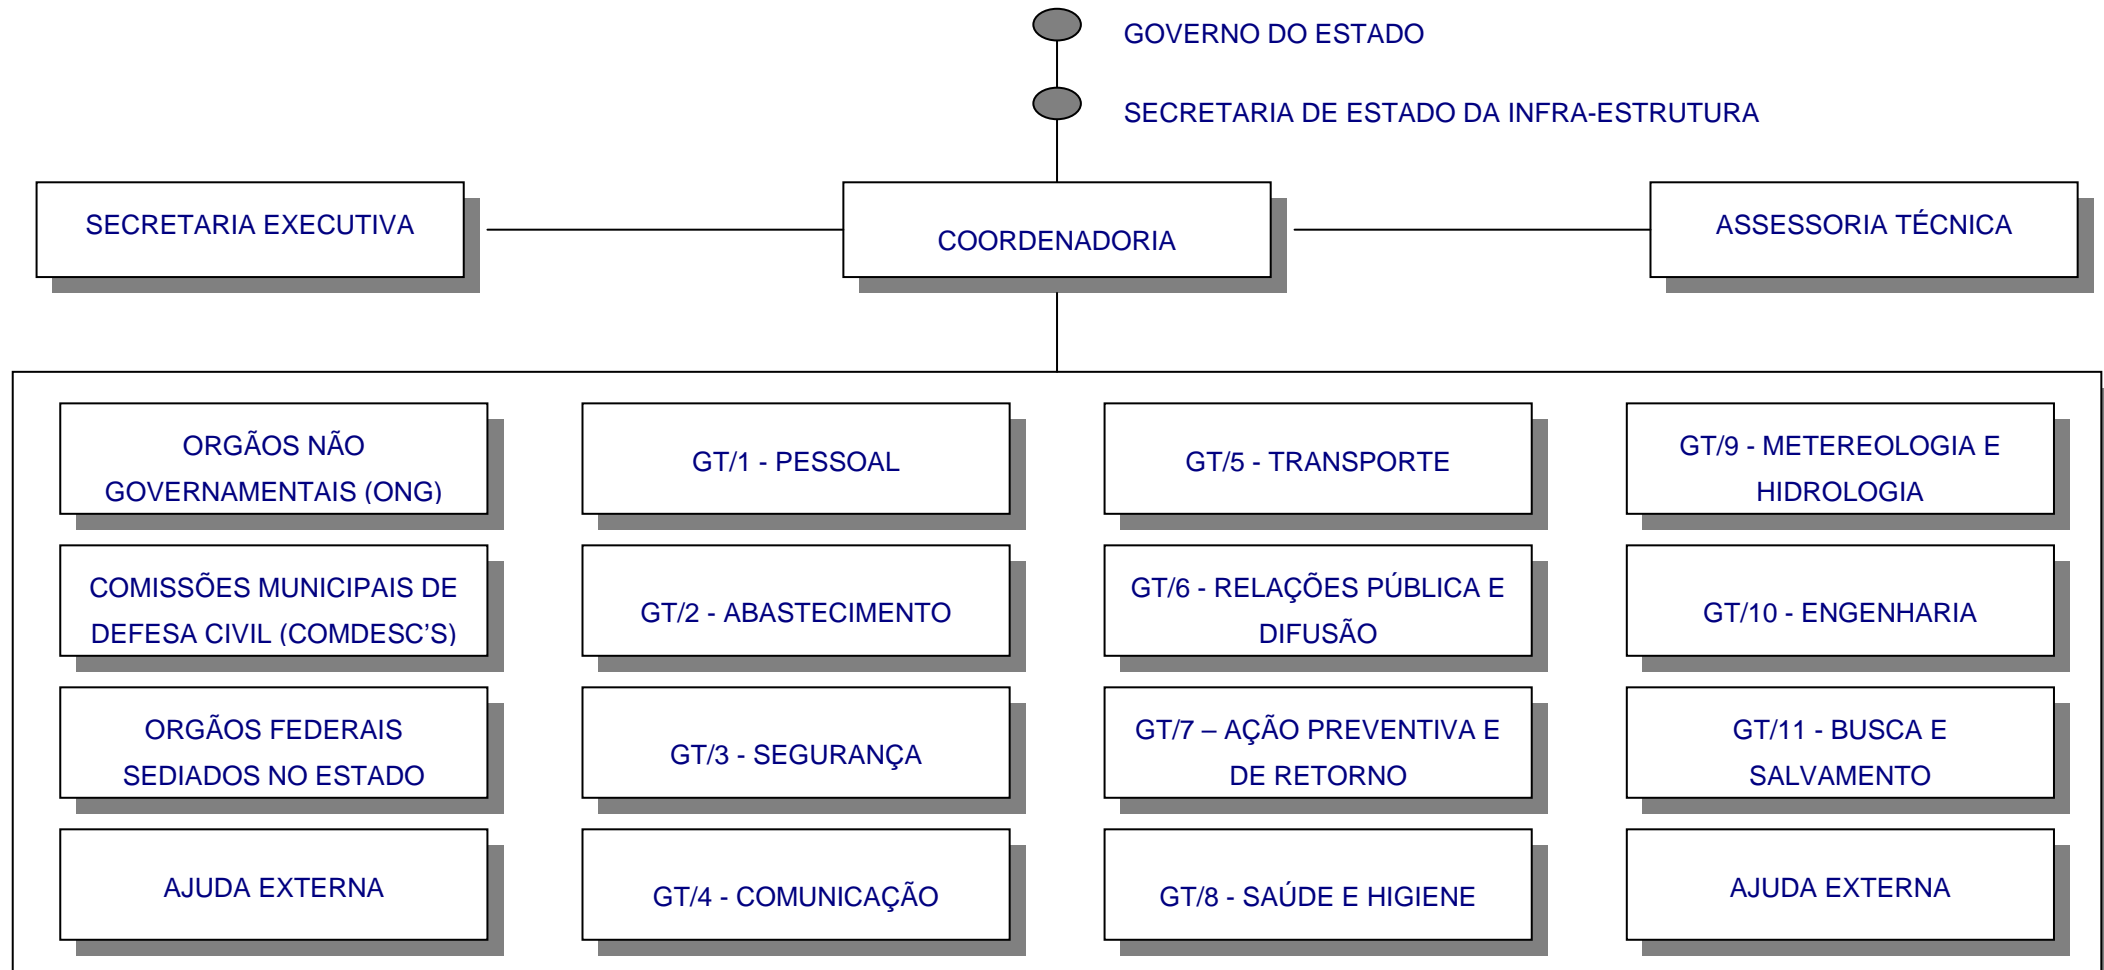 GOVERNO DO ESTADO
SECRETARIA DE ESTADO DA INFRA-ESTRUTURA
SECRETARIA EXECUTIVA
COORDENADORIA
ASSESSORIA TÉCNICA
ORGÃOS NÃO
GOVERNAMENTAIS (ONG)
GT/1 - PESSOAL
GT/5 - TRANSPORTE
GT/9 - METEREOLOGIA E
HIDROLOGIA
COMISSÕES MUNICIPAIS DE
DEFESA CIVIL (COMDESC’S)
GT/2 - ABASTECIMENTO
GT/6 - RELAÇÕES PÚBLICA E
DIFUSÃO
GT/10 - ENGENHARIA
ORGÃOS FEDERAIS
SEDIADOS NO ESTADO
GT/3 - SEGURANÇA
GT/7 – AÇÃO PREVENTIVA E
DE RETORNO
GT/11 - BUSCA E
SALVAMENTO
AJUDA EXTERNA
GT/4 - COMUNICAÇÃO
GT/8 - SAÚDE E HIGIENE
AJUDA EXTERNA